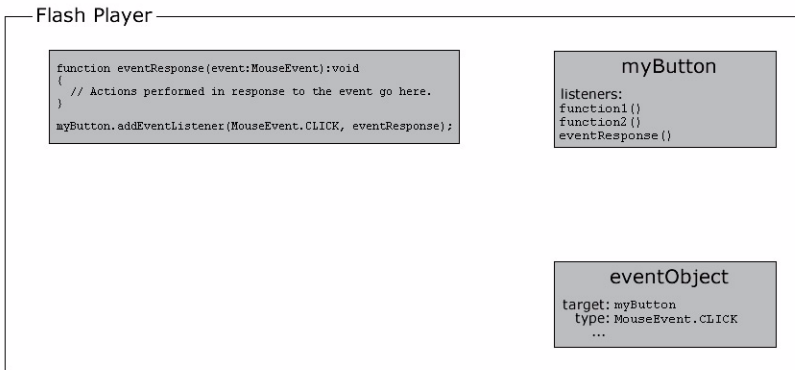 Flash Player
function eventResponse(event:MouseEvent):void
{
// Actions performed in response to the event go here.
}
myButton.addEventListener(MouseEvent.CLICK, eventResponse);
myButton
listeners:
function1()
function2()
eventResponse()
eventObject
target: myButton
type: MouseEvent.CLICK
...